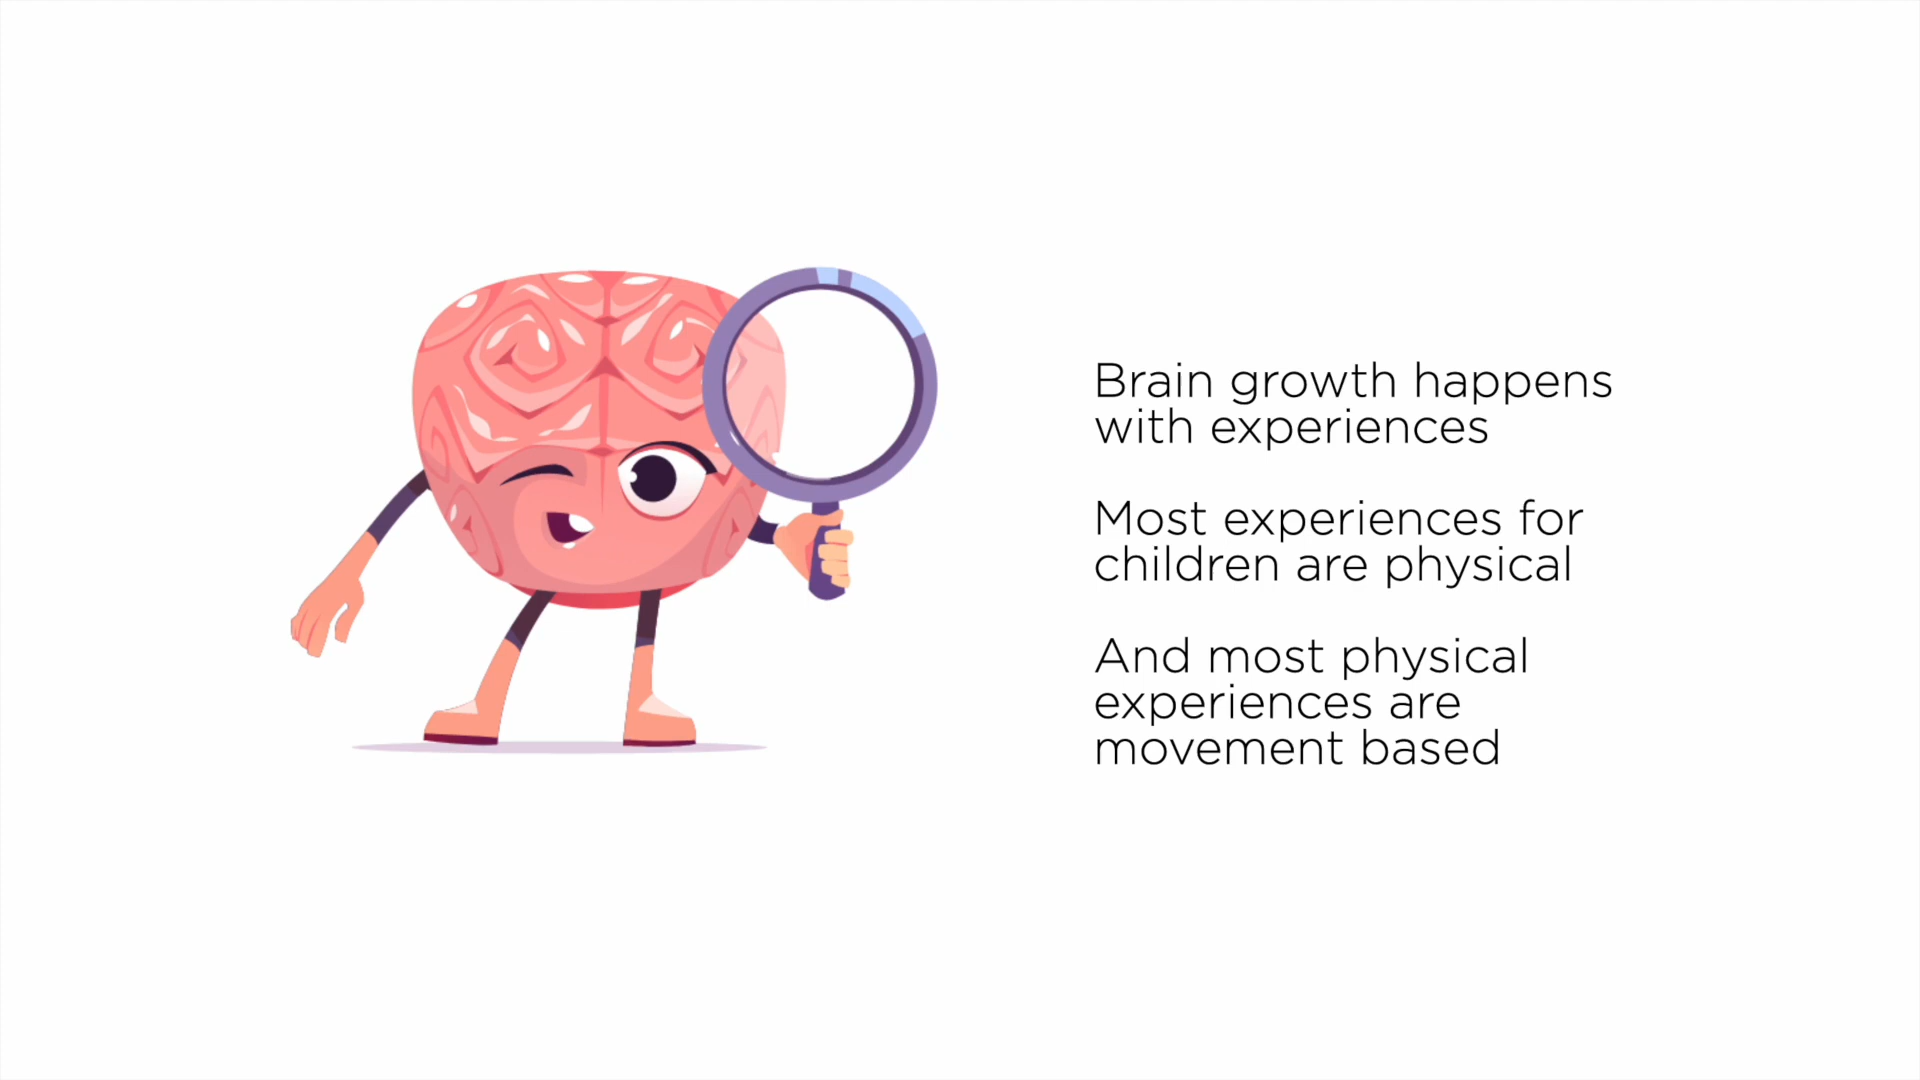 Brain growth happens
with experiences
Most experiences for
children are physical
And most physical
experiences are
movement based